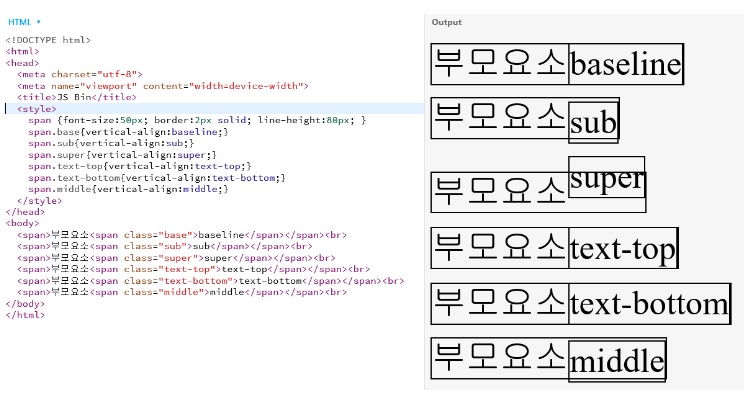 HTML ▾
<!DOCTYPE html>
<html>
<head>
<meta charset="utf-8">
<meta name="viewport" content="width=device-width">
<title>JS Bin</title>
<style>
span {font-size:50px; border:2px solid; line-height:80px; }
span.base{vertical-align:baseline;}
span.sub{vertical-align:sub;}
span.super{vertical-align:super;}
span.text-top{vertical-align:text-top;}
span.text-bottom{vertical-align:text-bottom;}
span.middle{vertical-align:middle;}
</style>
</head>
<body>
<span>부모요소<span class="base">baseline</span></span><br>
<span>부모요소<span class="sub">sub</span></span><br>
<span>부모요소<span class="super">super</span></span><br>
<span>부모요소<span class="text-top">text-top</span></span><br>
<span>부모요소<span class="text-bottom">text-bottom</span></span><br>
<span>부모요소<span class="middle">middle</span></span><br>
</body>
</html>
Output
부모요소baseline
부모요소sub
부모요소super
부모요소text-top
부모요소text-bottom
부모요소middle